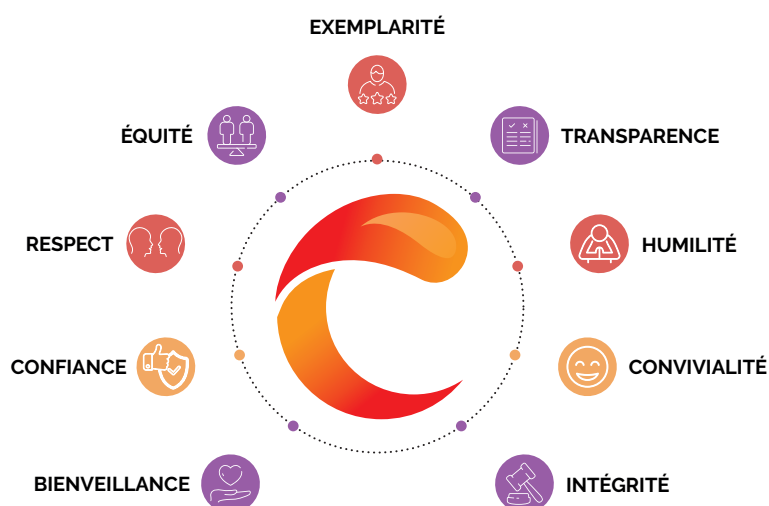 EXEMPLARITÉ
ÉQUITÉ
TRANSPARENCE
RESPECT
HUMILITÉ
CONFIANCE
CONVIVIALITÉ
BIENVEILLANCE
INTÉGRITÉ